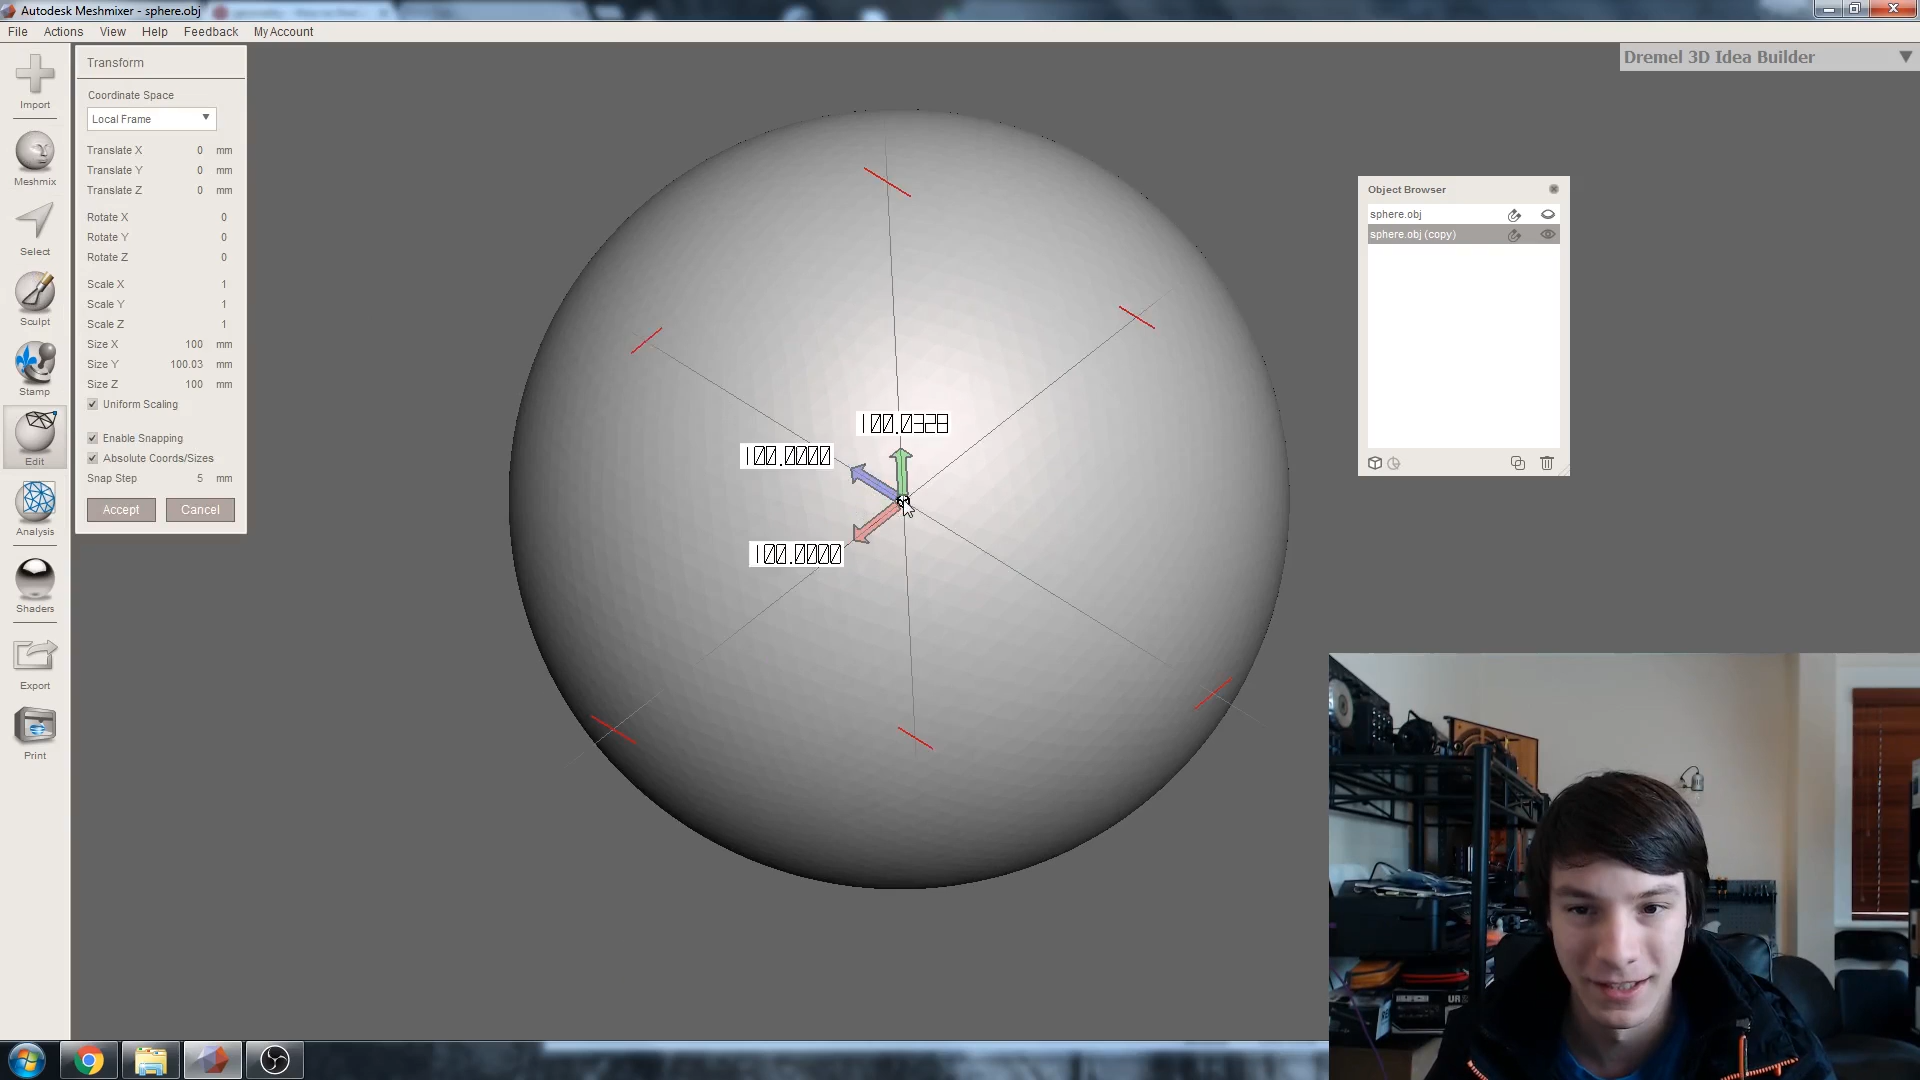 Autodesk Meshmixer - sphere.obj
File Actions View Help Feedback My Account
Import
Meshmix
Select
Sculpt
Stamp
Edit
Analysis
Shaders
Export
Print
Transform
Coordinate Space
Local Frame
Translate X 0 mm
Translate Y 0 mm
Translate Z 0 mm
Rotate X 0
Rotate Y 0
Rotate Z 0
Scale X 1
Scale Y 1
Scale Z 1
Size X 100 mm
Size Y 100.03 mm
Size Z 100 mm
Uniform Scaling
Enable Snapping
Absolute Coords/Sizes
Snap Step 5 mm
Accept Cancel
100.0328
100.0000
100.0000
Dremel 3D Idea Builder
Object Browser
sphere.obj
sphere.obj (copy)